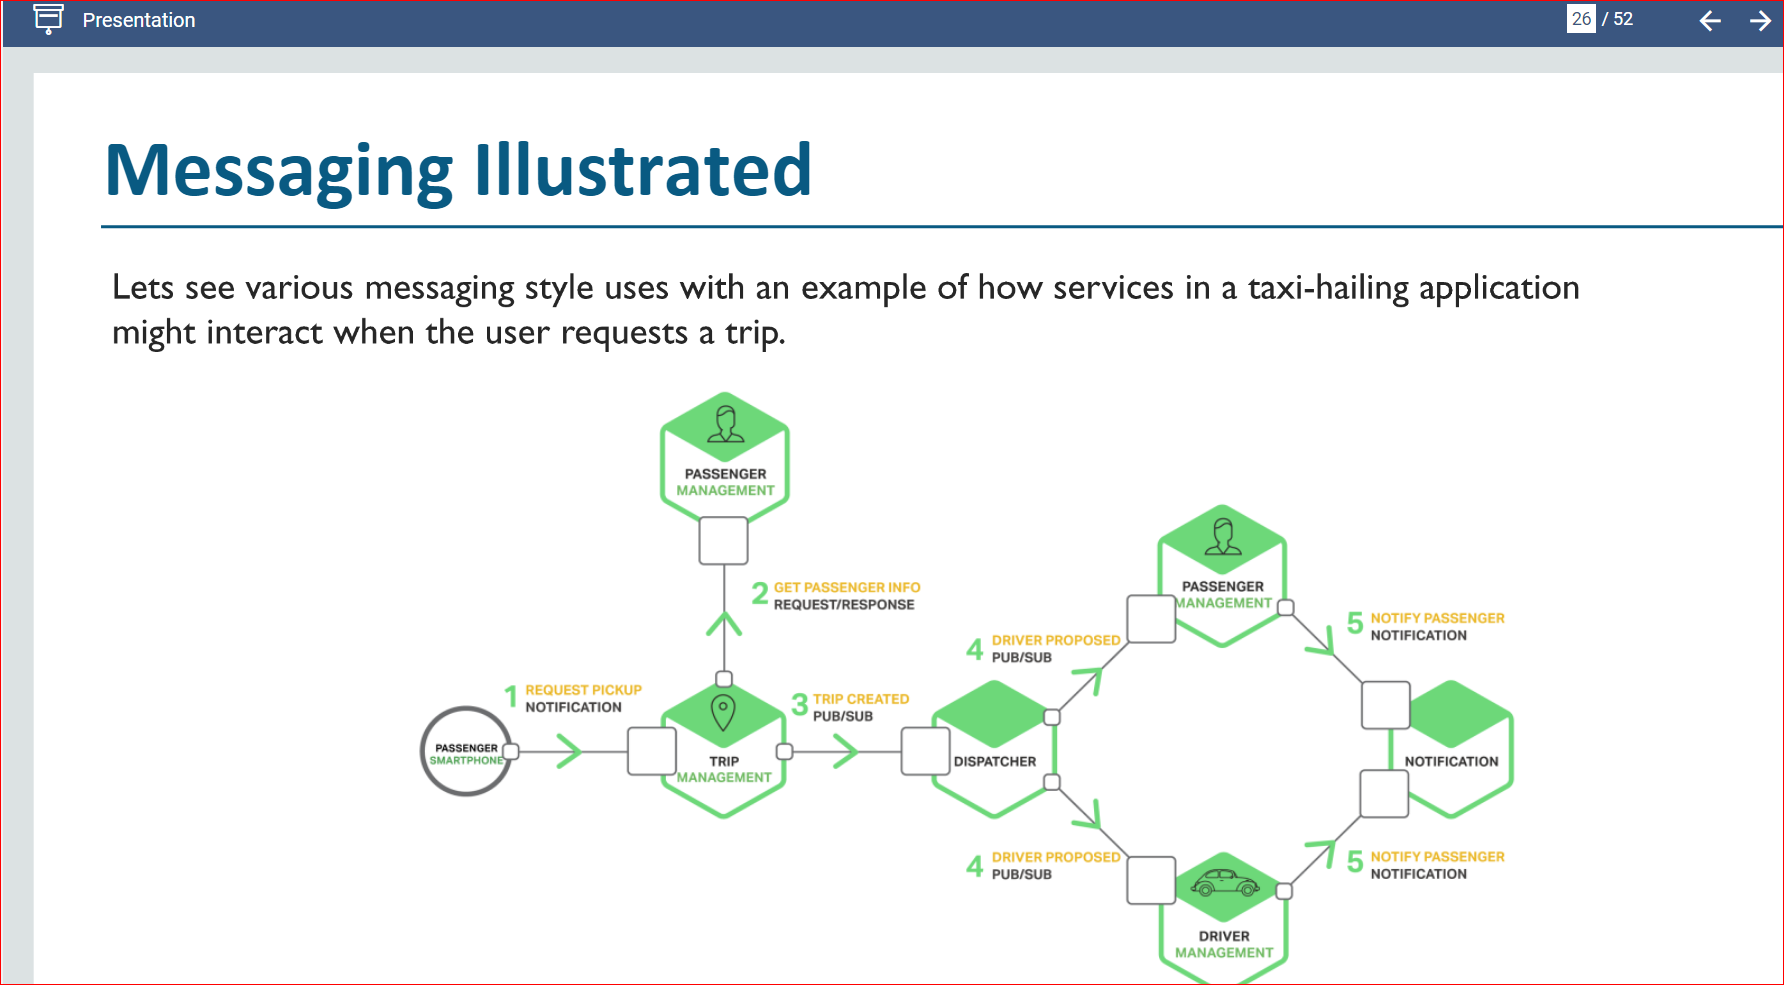 Presentation
26 / 52
Messaging Illustrated
Lets see various messaging style uses with an example of how services in a taxi-hailing application
might interact when the user requests a trip.
PASSENGER
MANAGEMENT
2 GET PASSENGER INFO
REQUEST/RESPONSE
1 REQUEST PICKUP
NOTIFICATION
PASSENGER
SMARTPHONE
TRIP
MANAGEMENT
3 TRIP CREATED
PUB/SUB
DISPATCHER
4 DRIVER PROPOSED
PUB/SUB
PASSENGER
MANAGEMENT
5 NOTIFY PASSENGER
NOTIFICATION
NOTIFICATION
4 DRIVER PROPOSED
PUB/SUB
DRIVER
MANAGEMENT
5 NOTIFY PASSENGER
NOTIFICATION